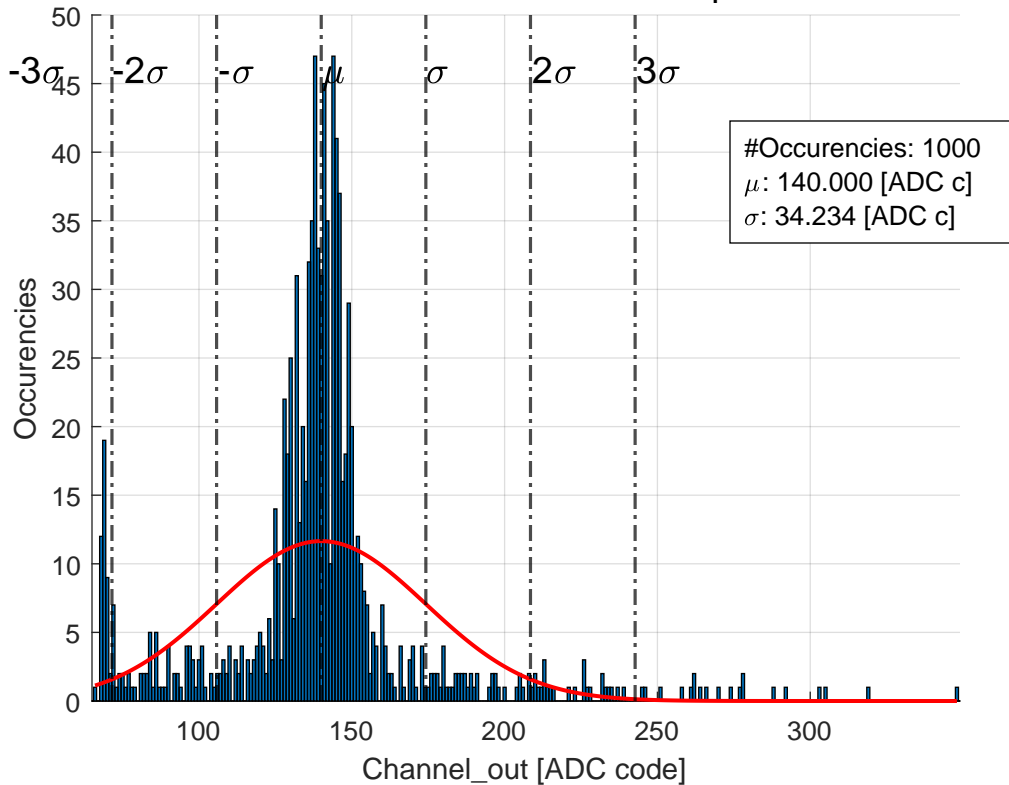 50
45
40
35
30
25
20
15
10
5
0
-3σ
-2σ
-σ
μ
σ
2σ
3σ
#Occurencies: 1000
μ: 140.000 [ADC c]
σ: 34.234 [ADC c]
Occurencies
100
150
200
250
300
Channel_out [ADC code]